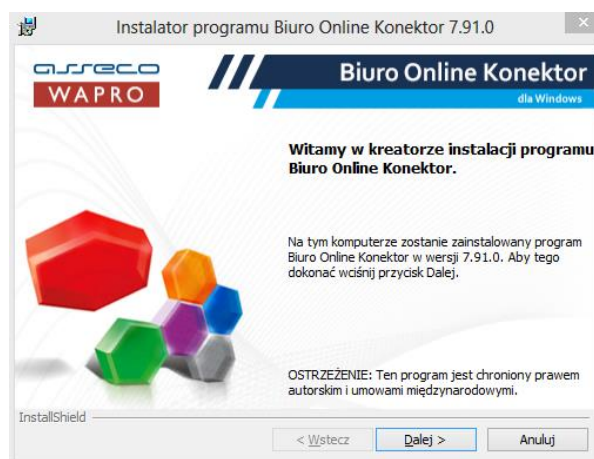 Instalator programu Biuro Online Konektor 7.91.0
asseco
WAPRO
Biuro Online Konektor
dla Windows
Witamy w kreatorze instalacji programu
Biuro Online Konektor.
Na tym komputerze zostanie zainstalowany program
Biuro Online Konektor w wersji 7.91.0. Aby tego
dokonać wciśnij przycisk Dalej.
OSTRZEŻENIE: Ten program jest chroniony prawem
autorskim i umowami międzynarodowymi.
InstallShield
< Wstecz Dalej > Anuluj